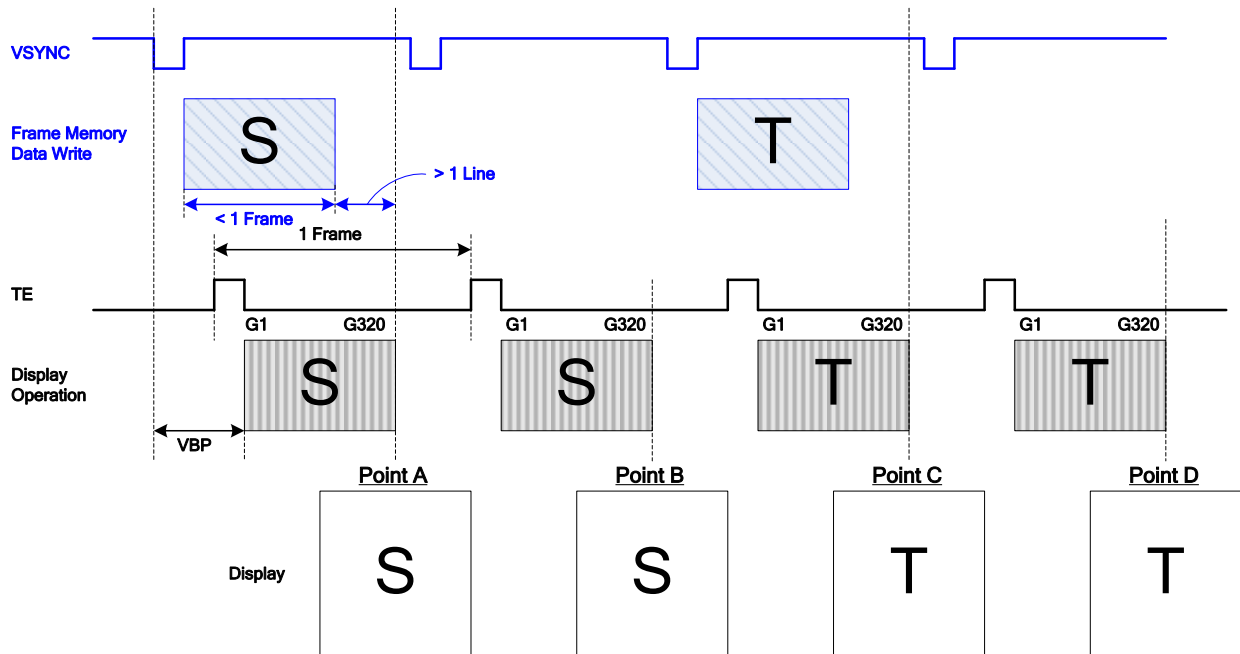 VSYNC
Frame Memory
Data Write
S
T
> 1 Line
< 1 Frame
1 Frame
TE
G1 G320 G1 G320 G1 G320 G1 G320
Display
Operation
S S T T
VBP
Point A Point B Point C Point D
Display
S S T T